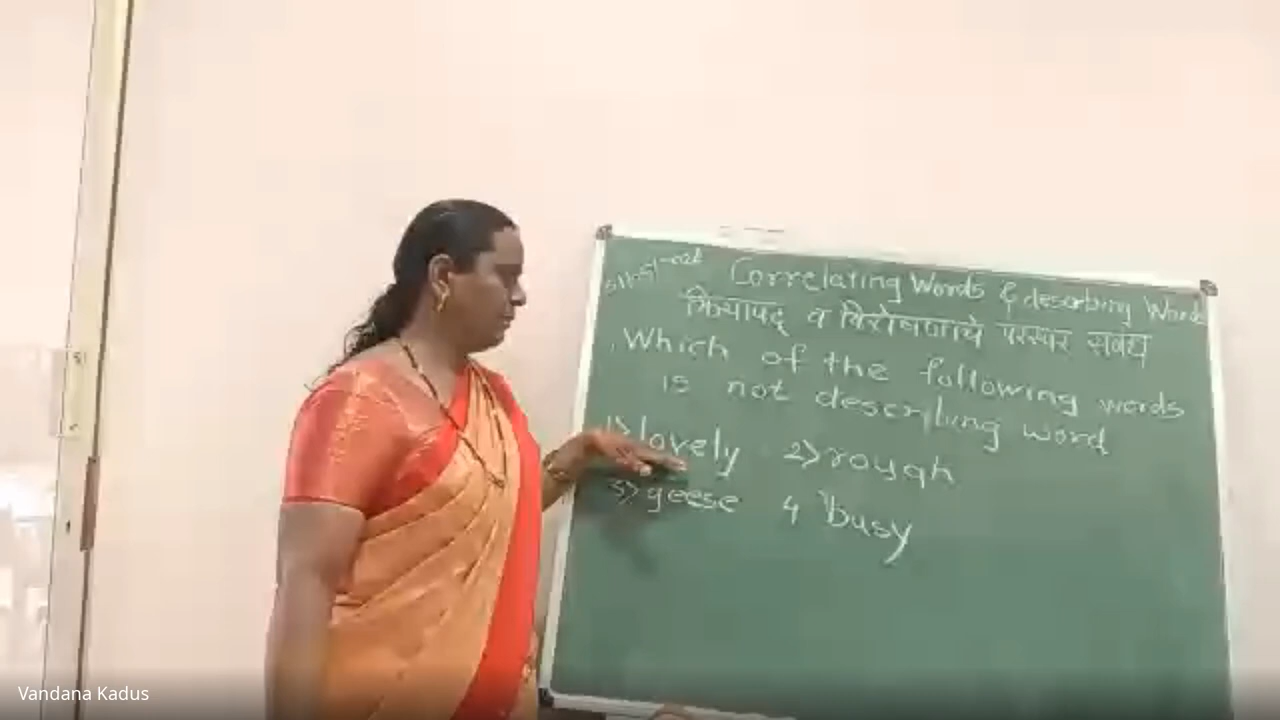 Correlating Words & describing Words
क्रियापद व विशेषणाचे परस्पर संबंध
Which of the following words
is not describing word
1) lovely 2) rough
3) geese 4 busy
Vandana Kadus